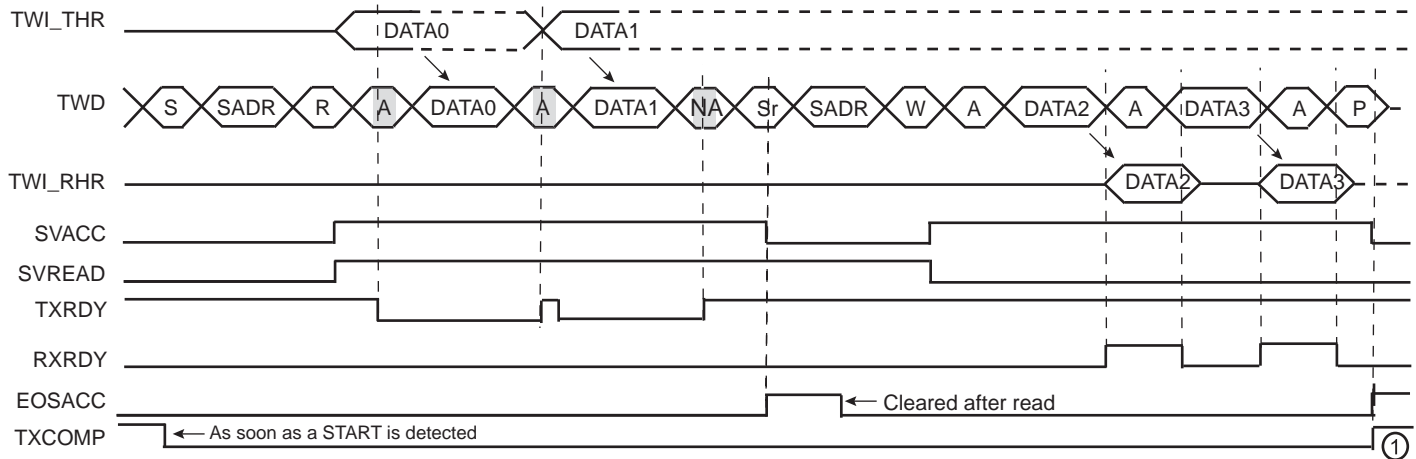 TWI_THR DATA0 DATA1
TWD S SADR R A DATA0 A DATA1 NA Sr SADR W A DATA2 A DATA3 A P
TWI_RHR DATA2 DATA3
SVACC
SVREAD
TXRDY
RXRDY
EOSACC Cleared after read
TXCOMP As soon as a START is detected 1